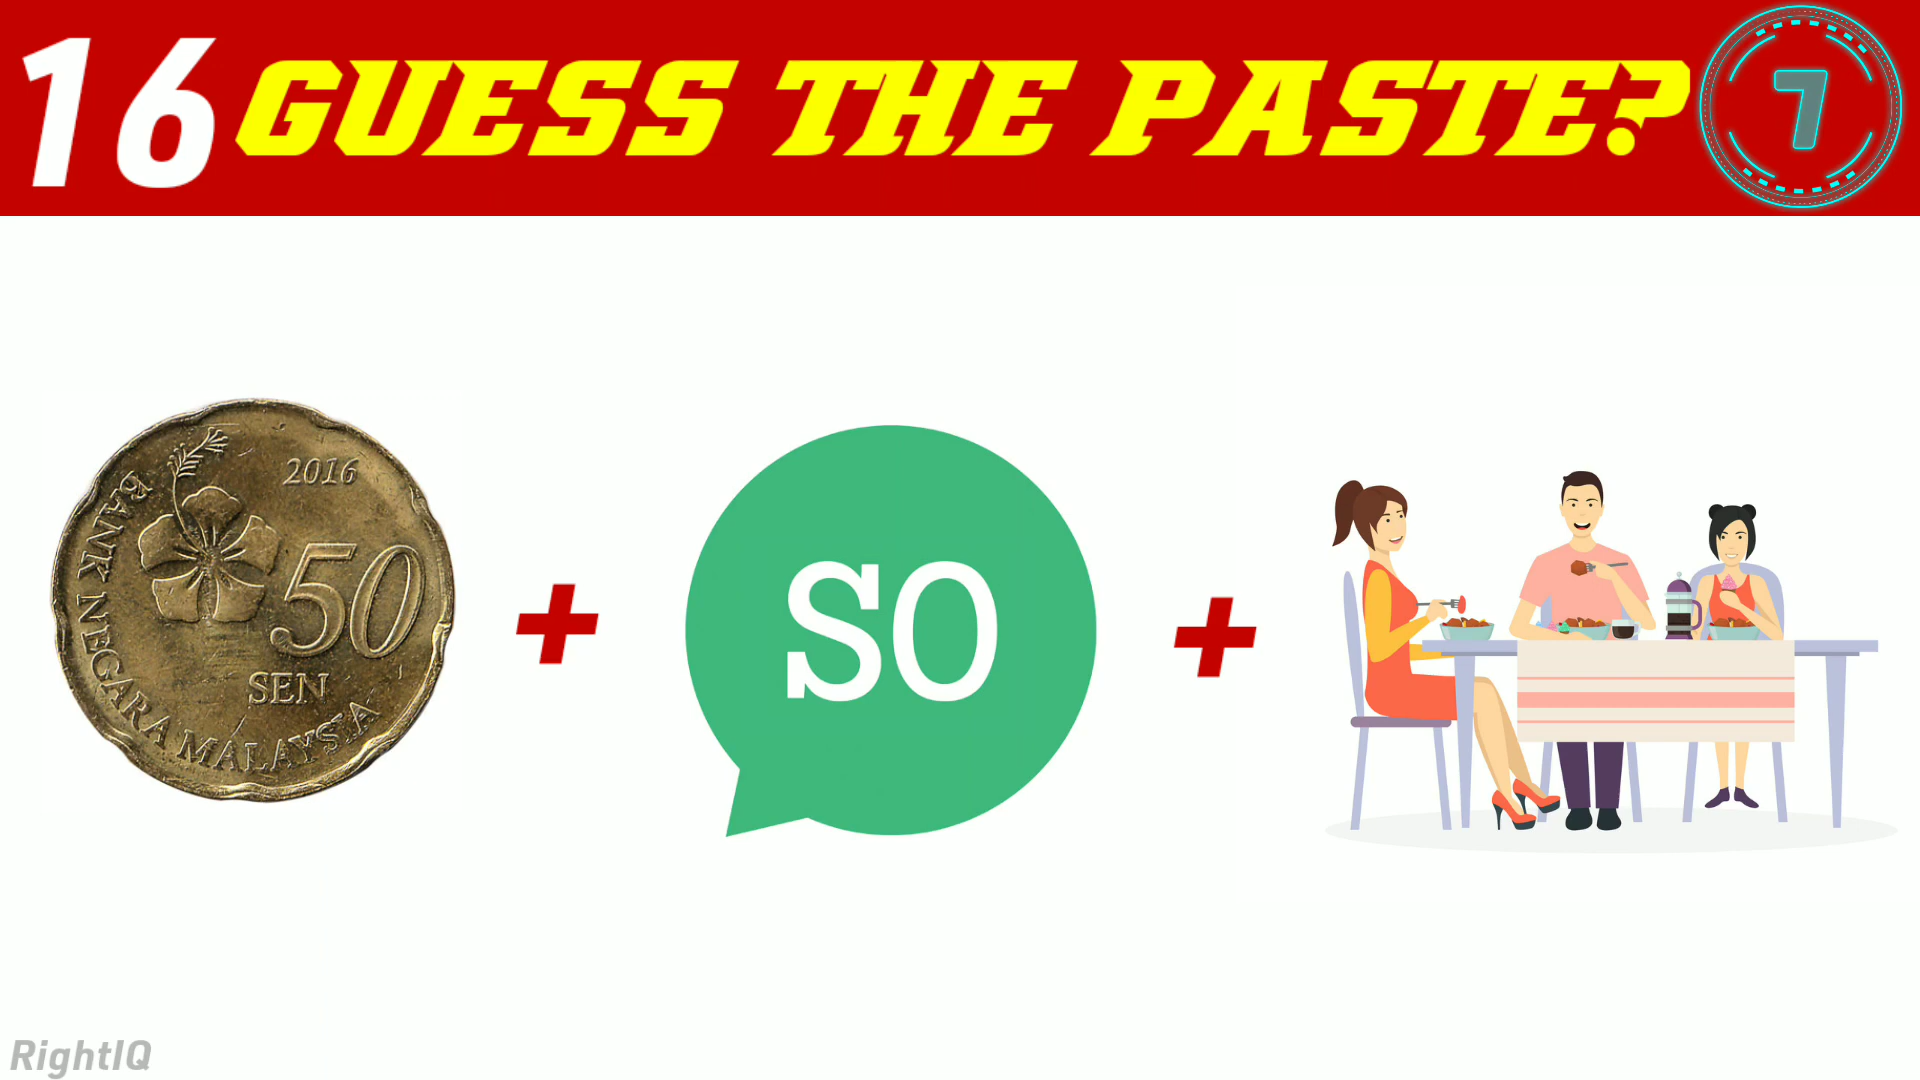 16 GUESS THE PASTE? 7
2016
50
SEN
BANK NEGARA MALAYSIA
SO
+
+
RightIQ